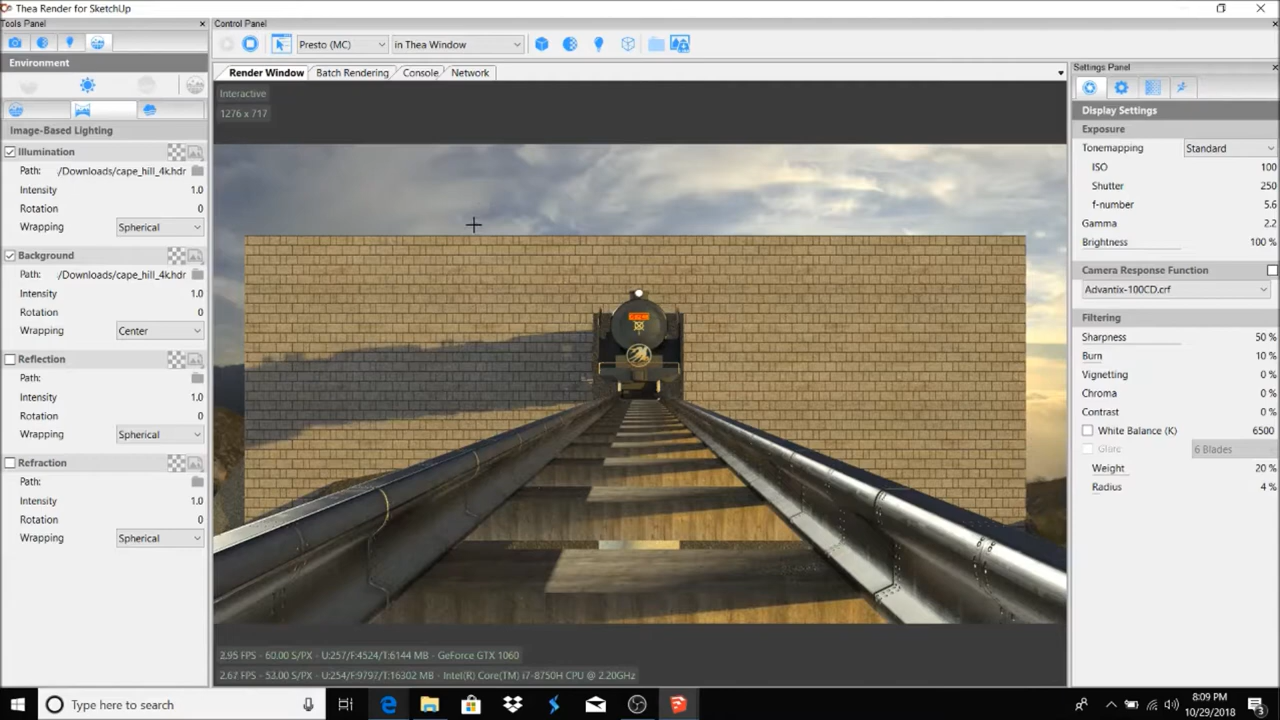 Thea Render for SketchUp
Tools Panel
Control Panel
Presto (MC)
in Thea Window
Environment
Render Window
Batch Rendering
Console
Network
Interactive
1276 x 717
Image-Based Lighting
Illumination
Path: /Downloads/cape_hill_4k.hdr
Intensity 1.0
Rotation 0
Wrapping Spherical
Background
Path: /Downloads/cape_hill_4k.hdr
Intensity 1.0
Rotation 0
Wrapping Center
Reflection
Path:
Intensity 1.0
Rotation 0
Wrapping Spherical
Refraction
Path:
Intensity 1.0
Rotation 0
Wrapping Spherical
2.95 FPS - 60.00 S/PX - U:257/F:4524/T:6144 MB - GeForce GTX 1060
2.67 FPS - 53.00 S/PX - U:254/F:9797/T:16302 MB - Intel(R) Core(TM) i7-8750H CPU @ 2.20GHz
Settings Panel
Display Settings
Exposure
Tonemapping Standard
ISO 100
Shutter 250
f-number 5.6
Gamma 2.2
Brightness 100 %
Camera Response Function
Advantix-100CD.crf
Filtering
Sharpness 50 %
Burn 10 %
Vignetting 0 %
Chroma 0 %
Contrast 0 %
White Balance (K) 6500
Glare 6 Blades
Weight 20 %
Radius 4 %
Type here to search
8:09 PM
10/29/2018
3